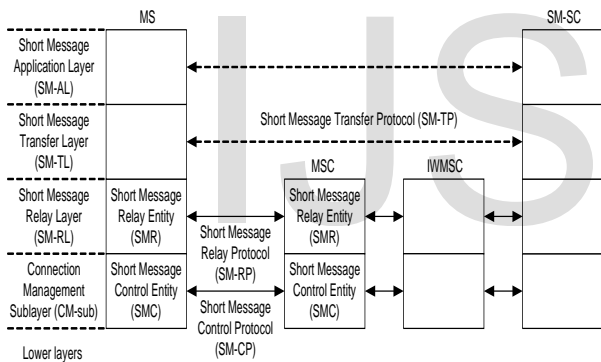 MS
SM-SC
Short Message
Application Layer
(SM-AL)
Short Message
Transfer Layer
(SM-TL)
Short Message Transfer Protocol (SM-TP)
MSC
IWMSC
Short Message
Relay Layer
(SM-RL)
Short Message
Relay Entity
(SMR)
Short Message
Relay Protocol
(SM-RP)
Short Message
Relay Entity
(SMR)
Connection
Management
Sublayer (CM-sub)
Short Message
Control Entity
(SMC)
Short Message
Control Protocol
(SM-CP)
Short Message
Control Entity
(SMC)
Lower layers
IJS